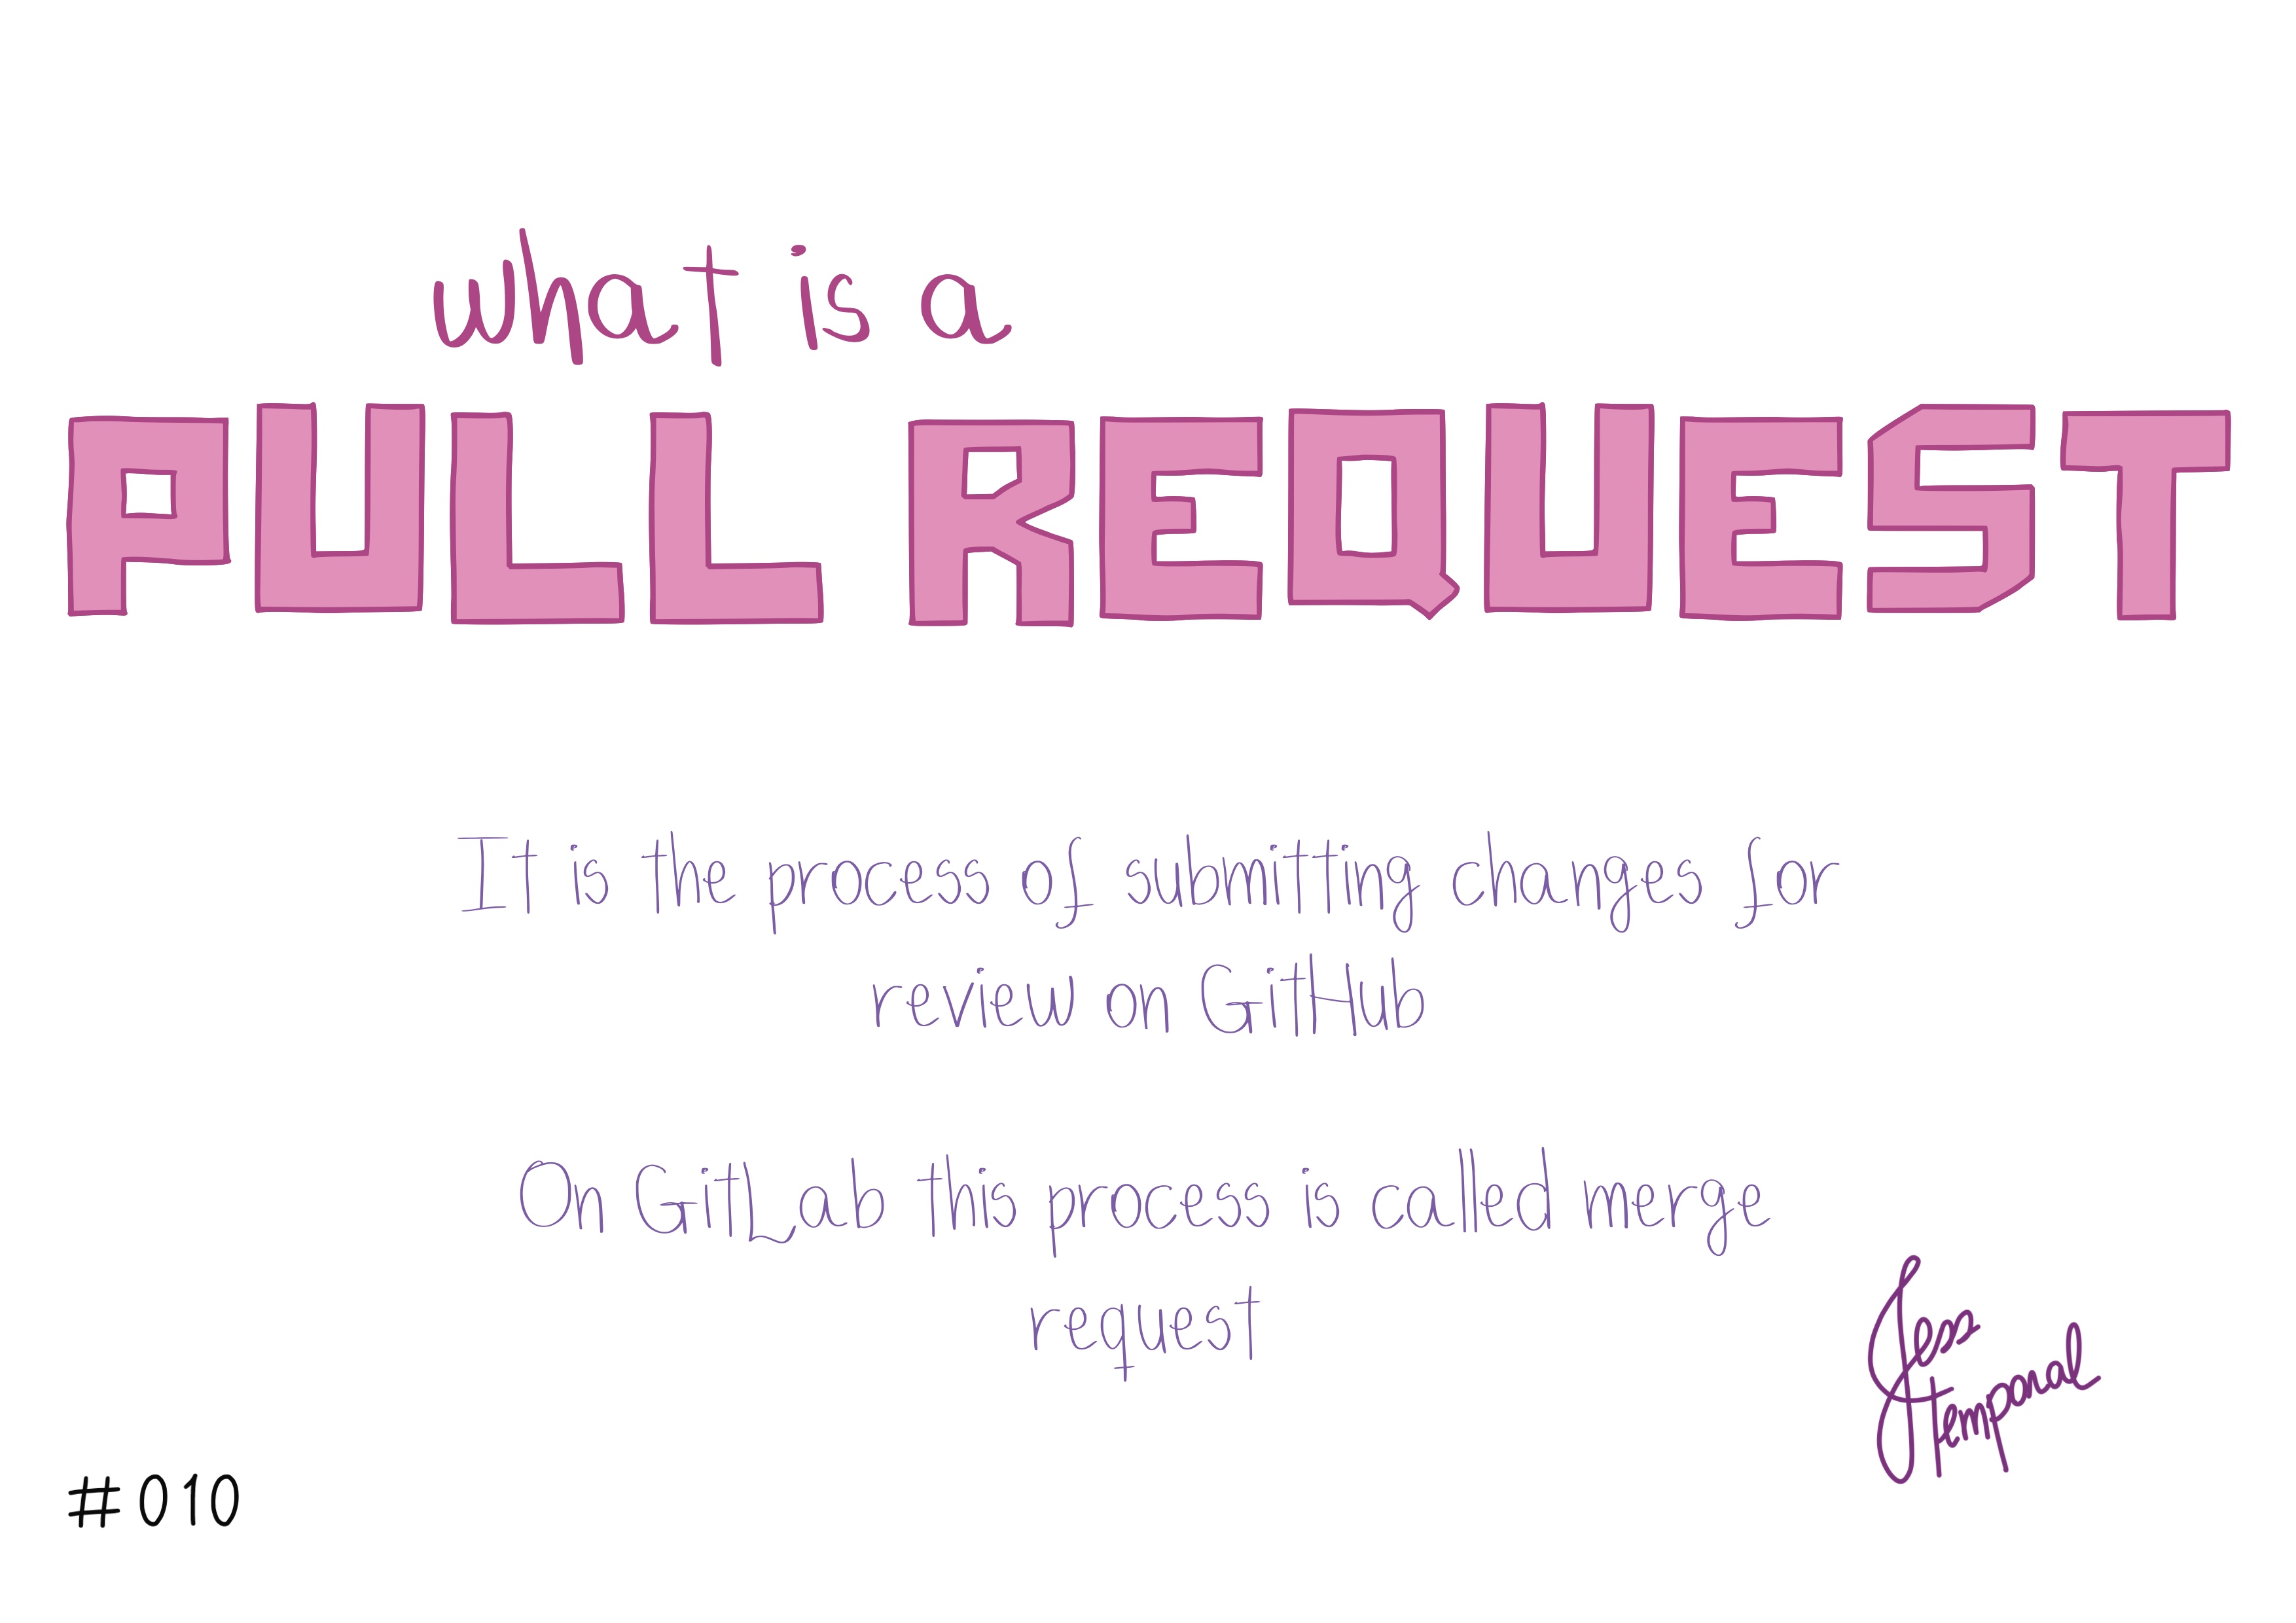 what is a
PULL REQUEST
It is the process of submitting changes for
review on GitHub
On GitLab this process is called merge
request
Jess
Temporal
#010